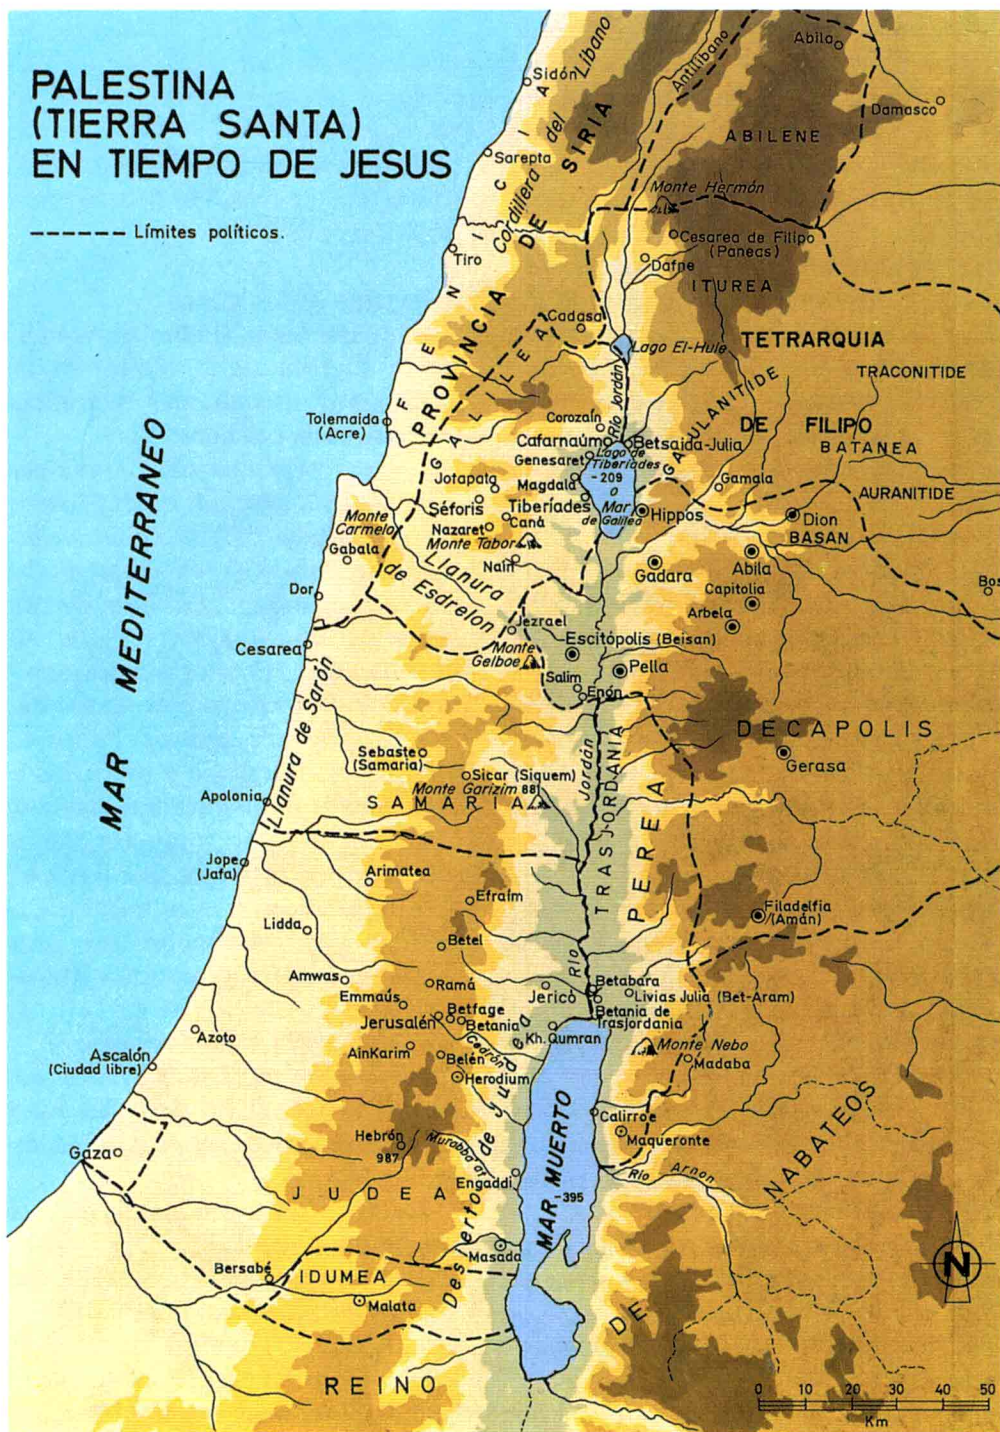 PALESTINA
(TIERRA SANTA)
EN TIEMPO DE JESUS
Límites políticos.
Sidón
Cordillera del Líbano
Antilíbano
Abila
Damasco
ABILENE
Sarepta
FENICIA
PROVINCIA DE SIRIA
Monte Hermón
Cesarea de Filipo
(Paneas)
Dafne
ITUREA
Tiro
Cadasa
Lago El-Hule
TETRARQUIA
DE FILIPO
TRACONITIDE
GAULANITIDE
BATANEA
AURANITIDE
GALILEA
Río Jordán
Tolemaida
(Acre)
Corozaín
Cafarnaúm
Betsaida-Julia
Genesaret
Lago de
Tiberíades
-209
o
Mar
de Galilea
Magdala
Gamala
Jotapata
Séforis
Tiberíades
Hippos
Dion
BASAN
Caná
Nazaret
Monte
Carmelo
Monte Tabor
Gabala
Naín
Llanura
de Esdrelon
Gadara
Abila
Capitolia
Arbela
Bos
Dor
Jezrael
Escitópolis (Beisan)
Cesarea
Monte
Gelboe
Pella
Salim
Enón
MAR MEDITERRANEO
Llanura de Sarón
DECAPOLIS
Gerasa
Sebaste
(Samaria)
Sicar (Siquem)
Monte Garizim 881
SAMARIA
Apolonia
Jordán
TRASJORDANIA
PEREA
Jope
(Jafa)
Arimatea
Efraím
Filadelfia
(Amán)
Lidda
Betel
Río
Amwas
Ramá
Betabara
Emmaús
Jericó
Livias Julia (Bet-Aram)
Jerusalén
Betfage
Betania
Betania de
Trasjordania
Azoto
Kh. Qumran
Cedrón
Monte Nebo
Madaba
AinKarim
Belén
Ascalón
(Ciudad libre)
Herodium
Calirroe
Maqueronte
MAR MUERTO
-395
Hebrón
987
Murabba at
Gaza
Engaddi
Río Arnon
JUDEA
Desierto de Judea
Masada
Bersabé
IDUMEA
Malata
REINO
DE
NABATEOS
N
0 10 20 30 40 50
Km